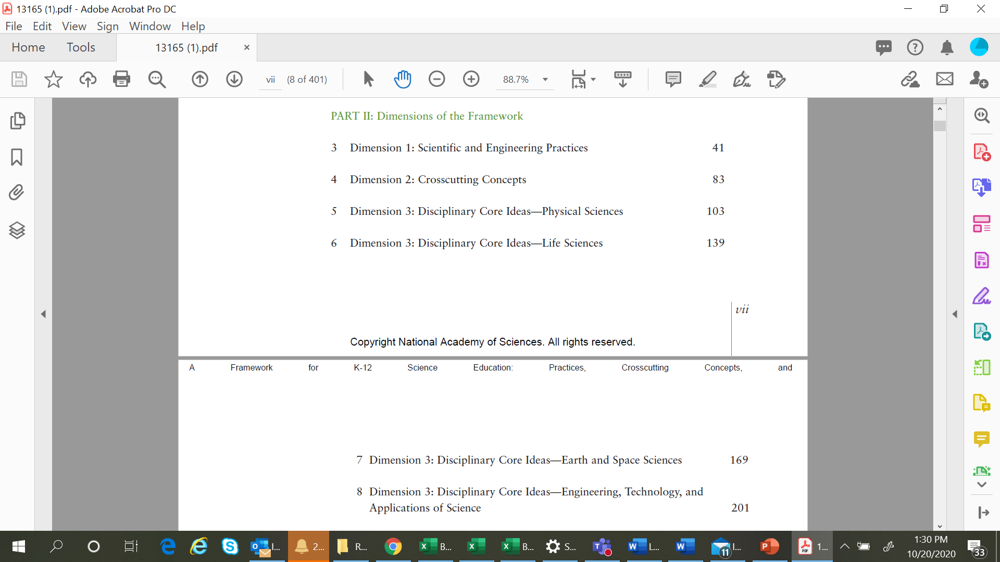 13165 (1).pdf - Adobe Acrobat Pro DC
File Edit View Sign Window Help
Home Tools 13165 (1).pdf
vii (8 of 401) 88.7%
PART II: Dimensions of the Framework
3 Dimension 1: Scientific and Engineering Practices 41
4 Dimension 2: Crosscutting Concepts 83
5 Dimension 3: Disciplinary Core Ideas—Physical Sciences 103
6 Dimension 3: Disciplinary Core Ideas—Life Sciences 139
vii
Copyright National Academy of Sciences. All rights reserved.
A Framework for K-12 Science Education: Practices, Crosscutting Concepts, and
7 Dimension 3: Disciplinary Core Ideas—Earth and Space Sciences 169
8 Dimension 3: Disciplinary Core Ideas—Engineering, Technology, and
Applications of Science 201
I... 2... R... B... B... S... L... 11 I... 1...
1:30 PM
10/20/2020
33